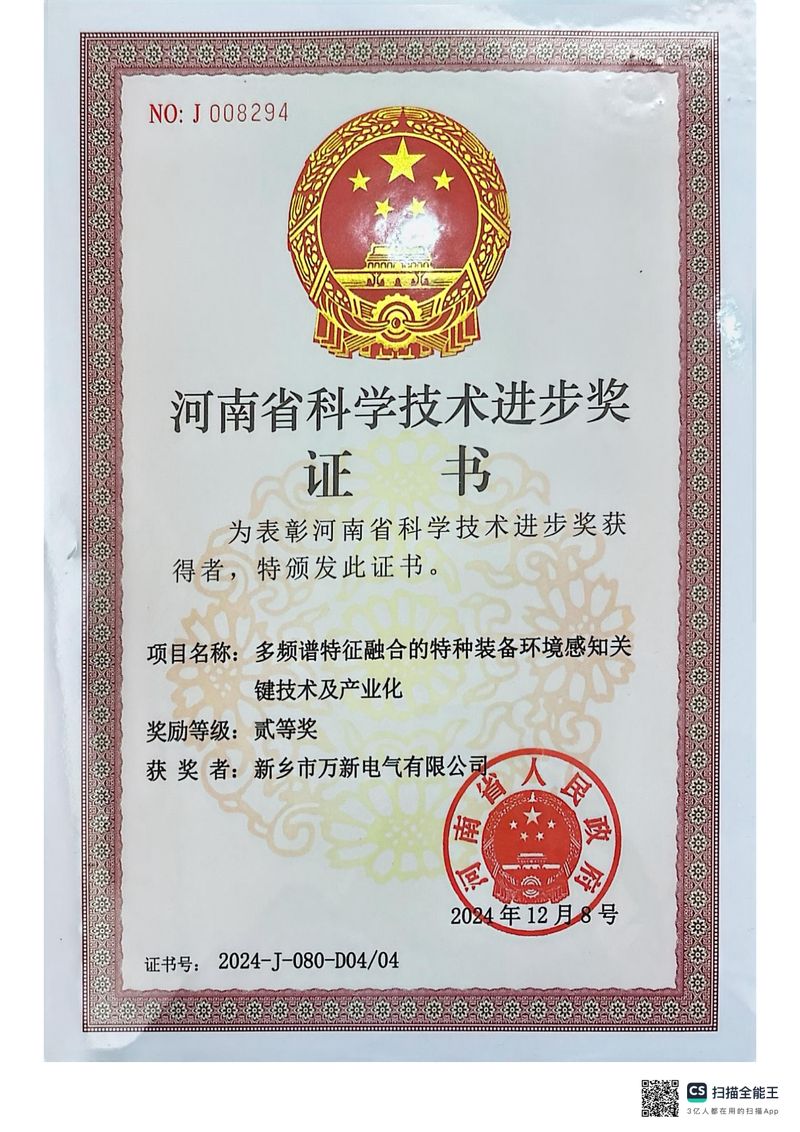 NO: J 008294
河南省科学技术进步奖
证 书
为表彰河南省科学技术进步奖获
得者，特颁发此证书。
项目名称：多频谱特征融合的特种装备环境感知关
键技术及产业化
奖励等级：贰等奖
获 奖 者：新乡市万新电气有限公司
河南省人民政府
2024 年 12 月 8 号
证书号： 2024-J-080-D04/04
CS 扫描全能王
3亿人都在用的扫描App